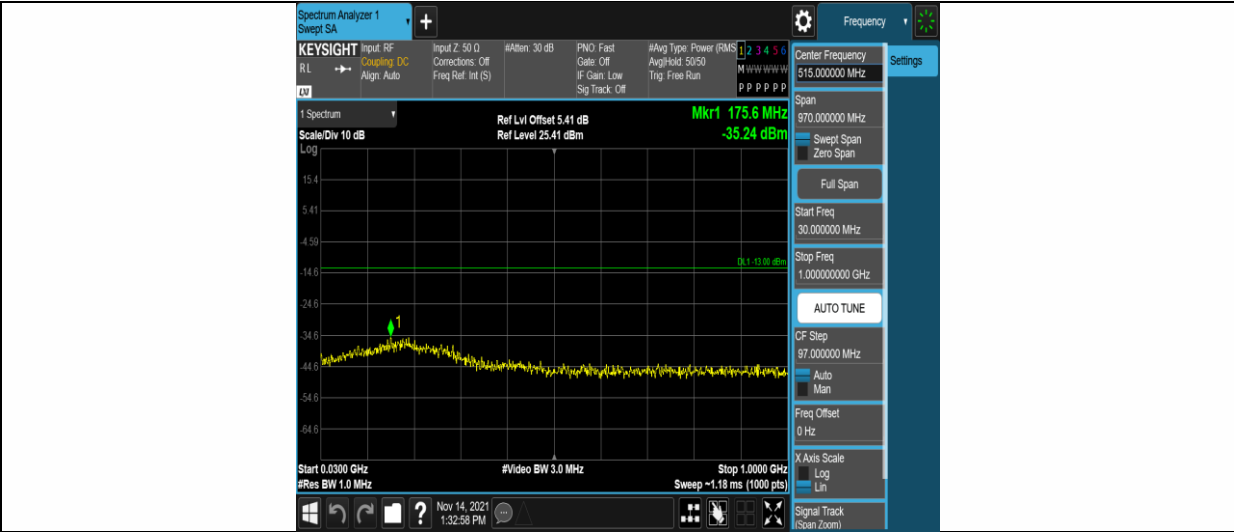 Spectrum Analyzer 1
Swept SA
+
Frequency
KEYSIGHT
RL
LXI
Input: RF
Coupling: DC
Align: Auto
Input Z: 50 Ω
Corrections: Off
Freq Ref: Int (S)
#Atten: 30 dB
PNO: Fast
Gate: Off
IF Gain: Low
Sig Track: Off
#Avg Type: Power (RMS
Avg|Hold: 50/50
Trig: Free Run
1 2 3 4 5 6
M W W W W W
P P P P P P
1 Spectrum
Scale/Div 10 dB
Log
Ref Lvl Offset 5.41 dB
Ref Level 25.41 dBm
Mkr1 175.6 MHz
-35.24 dBm
15.4
5.41
-4.59
DL1 -13.00 dBm
-14.6
-24.6
1
-34.6
-44.6
-54.6
-64.6
Start 0.0300 GHz
#Res BW 1.0 MHz
#Video BW 3.0 MHz
Stop 1.0000 GHz
Sweep ~1.18 ms (1000 pts)
?
Nov 14, 2021
1:32:58 PM
Center Frequency
515.000000 MHz
Settings
Span
970.000000 MHz
Swept Span
Zero Span
Full Span
Start Freq
30.000000 MHz
Stop Freq
1.000000000 GHz
AUTO TUNE
CF Step
97.000000 MHz
Auto
Man
Freq Offset
0 Hz
X Axis Scale
Log
Lin
Signal Track
(Span Zoom)